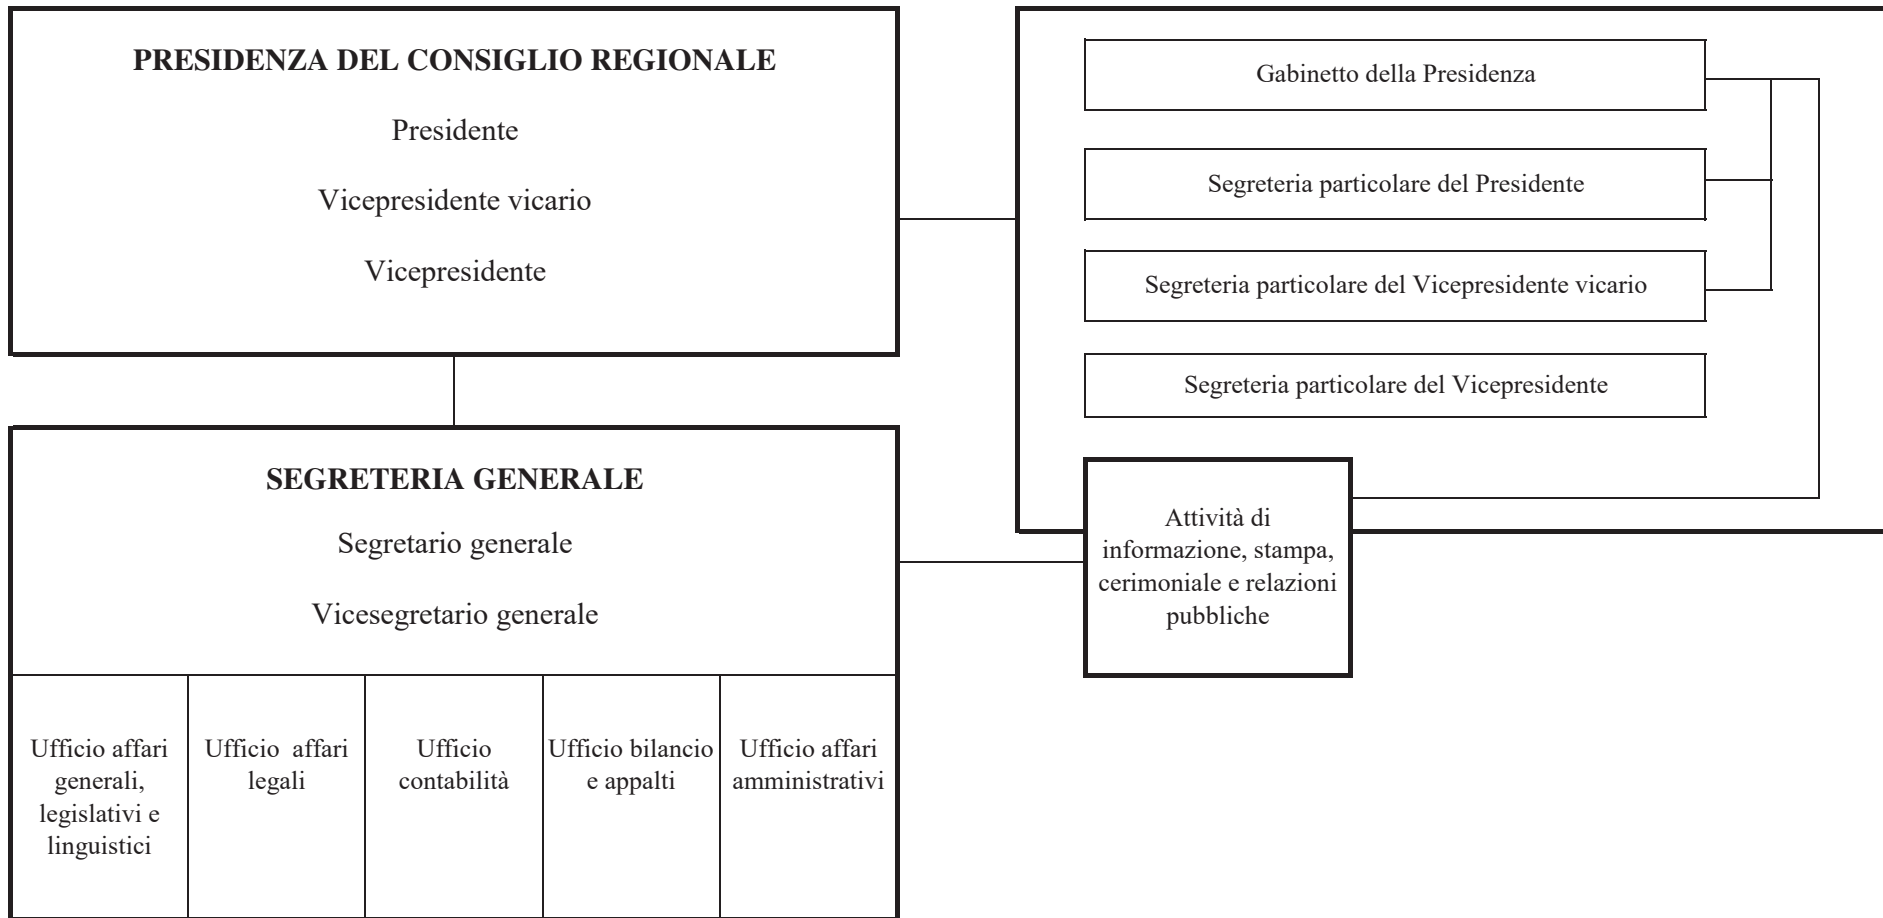 PRESIDENZA DEL CONSIGLIO REGIONALE
Presidente
Vicepresidente vicario
Vicepresidente
Gabinetto della Presidenza
Segreteria particolare del Presidente
Segreteria particolare del Vicepresidente vicario
Segreteria particolare del Vicepresidente
SEGRETERIA GENERALE
Segretario generale
Vicesegretario generale
Attività di
informazione, stampa,
cerimoniale e relazioni
pubbliche
Ufficio affari
generali,
legislativi e
linguistici
Ufficio affari
legali
Ufficio
contabilità
Ufficio bilancio
e appalti
Ufficio affari
amministrativi